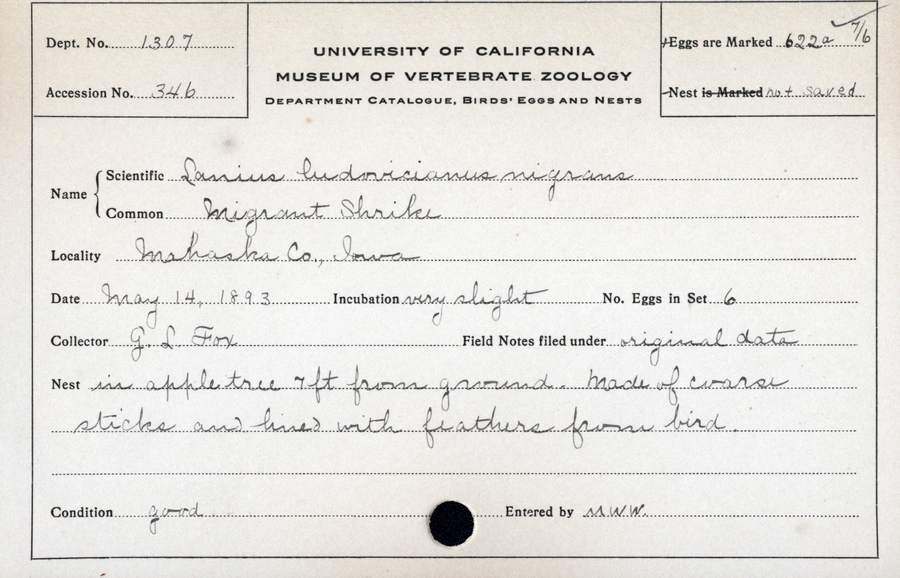 Dept. No. 1307
Accession No. 346
UNIVERSITY OF CALIFORNIA
MUSEUM OF VERTEBRATE ZOOLOGY
DEPARTMENT CATALOGUE, BIRDS' EGGS AND NESTS
Eggs are Marked 622a 7/6
Nest is Marked not saved
Name
Scientific Lanius ludovicianus nigrans
Common Migrant Shrike
Locality Mahaska Co., Iowa
Date May 14, 1893 Incubation very slight No. Eggs in Set 6
Collector G. L Fox Field Notes filed under original data
Nest in apple tree 7 ft from ground. Made of coarse
sticks and lined with feathers from bird.
Condition good Entered by MWW.